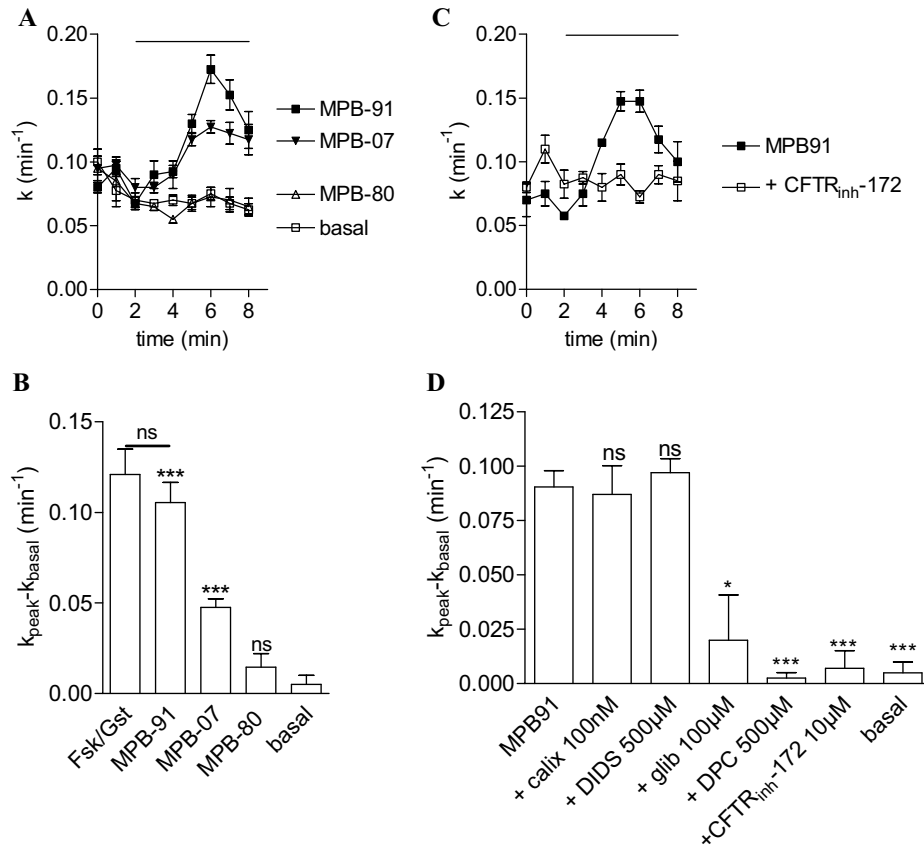 A
0.20
0.15
0.10
0.05
0.00
k (min-1)
0 2 4 6 8
time (min)
MPB-91
MPB-07
MPB-80
basal
C
0.20
0.15
0.10
0.05
0.00
k (min-1)
0 2 4 6 8
time (min)
MPB91
+ CFTRinh-172
B
0.15
0.10
0.05
0.00
kpeak-kbasal (min-1)
ns
***
***
ns
Fsk/Gst
MPB-91
MPB-07
MPB-80
basal
D
0.125
0.100
0.075
0.050
0.025
0.000
kpeak-kbasal (min-1)
ns
ns
*
***
***
***
MPB91
+ calix 100nM
+ DIDS 500µM
+ glib 100µM
+ DPC 500µM
+CFTRinh-172 10µM
basal